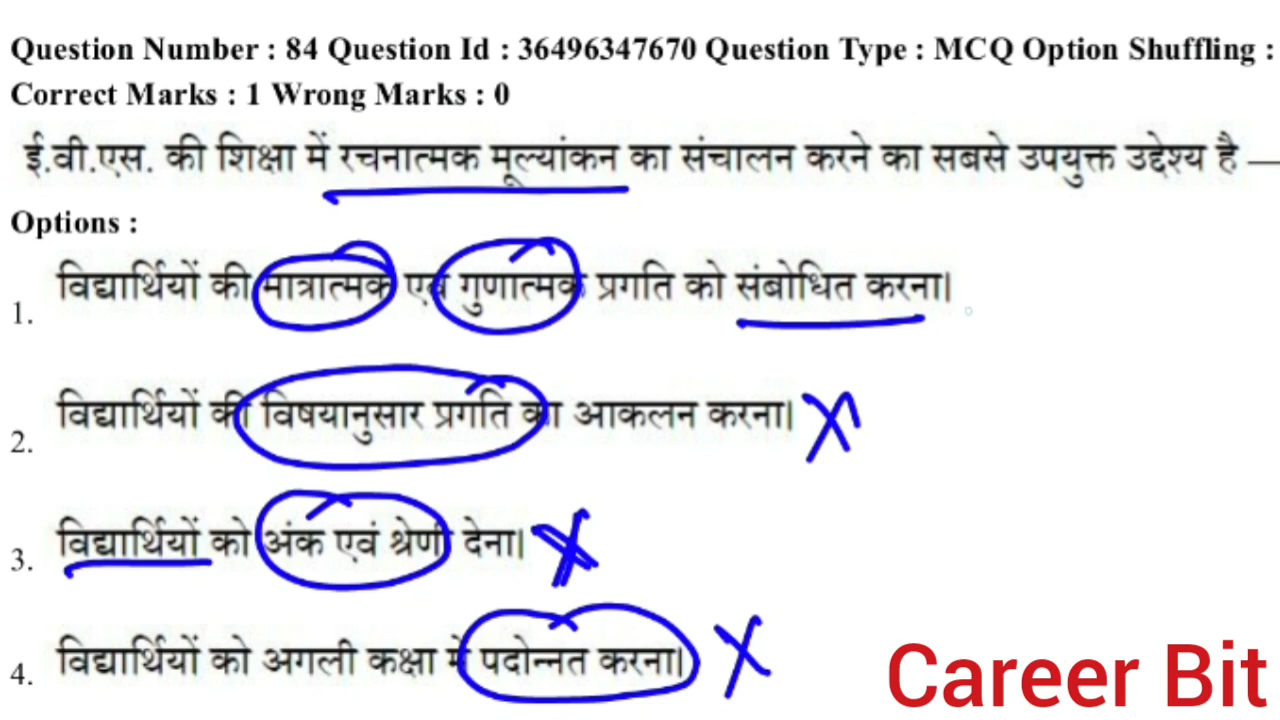 Question Number : 84 Question Id : 36496347670 Question Type : MCQ Option Shuffling :
Correct Marks : 1 Wrong Marks : 0
ई.वी.एस. की शिक्षा में रचनात्मक मूल्यांकन का संचालन करने का सबसे उपयुक्त उद्देश्य है —
Options :
1. विद्यार्थियों की मात्रात्मक एवं गुणात्मक प्रगति को संबोधित करना।
2. विद्यार्थियों की विषयानुसार प्रगति का आकलन करना।
3. विद्यार्थियों को अंक एवं श्रेणी देना।
4. विद्यार्थियों को अगली कक्षा में पदोन्नत करना।
Career Bit